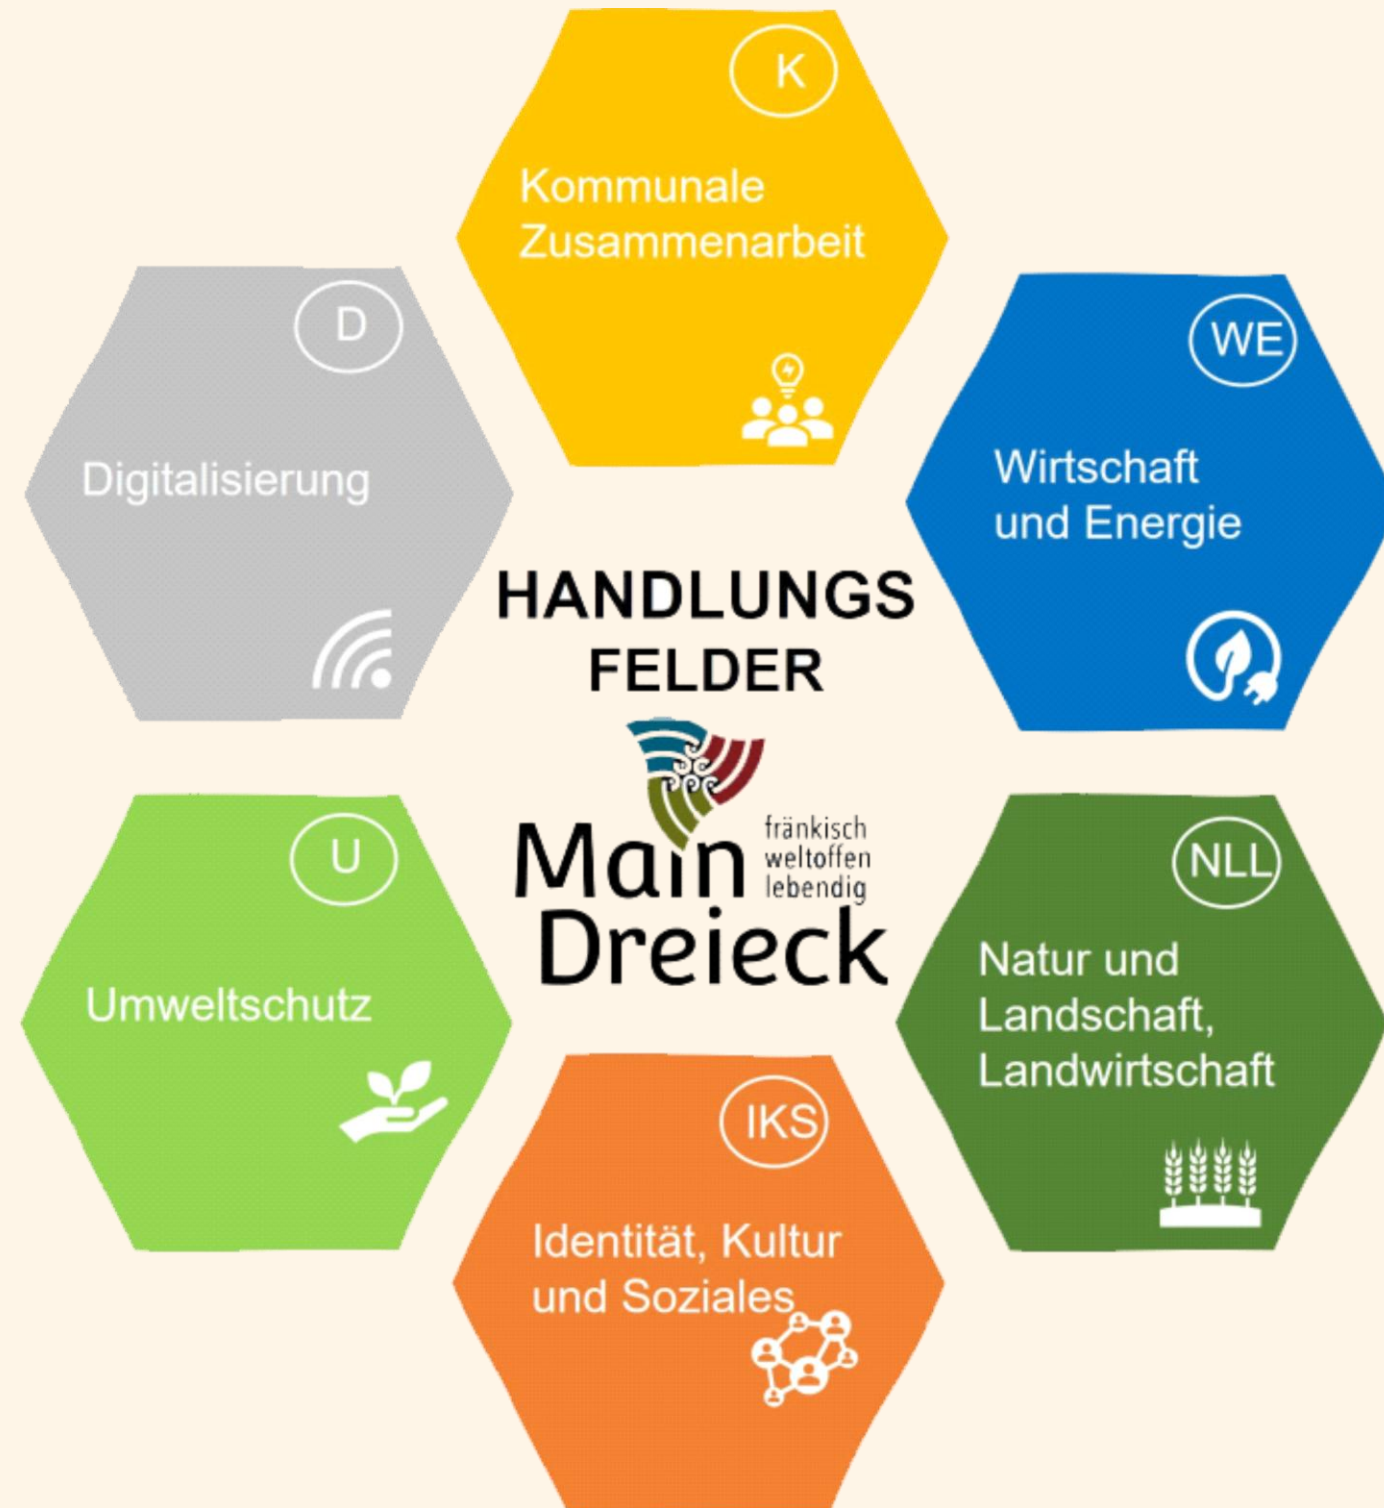 K
Kommunale
Zusammenarbeit
D
Digitalisierung
WE
Wirtschaft
und Energie
HANDLUNGS
FELDER
Main
fränkisch
weltoffen
lebendig
Dreieck
U
Umweltschutz
NLL
Natur und
Landschaft,
Landwirtschaft
IKS
Identität, Kultur
und Soziales